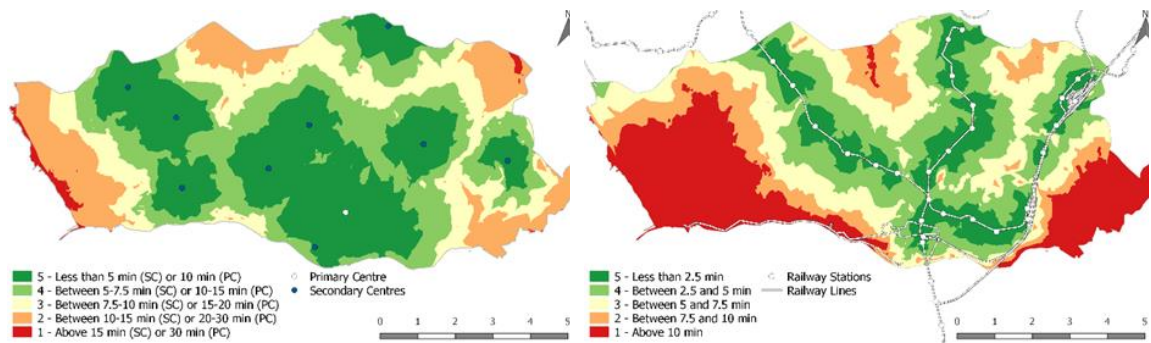 N
5 - Less than 5 min (SC) or 10 min (PC)
4 - Between 5-7.5 min (SC) or 10-15 min (PC)
3 - Between 7.5-10 min (SC) or 15-20 min (PC)
2 - Between 10-15 min (SC) or 20-30 min (PC)
1 - Above 15 min (SC) or 30 min (PC)
Primary Centre
Secondary Centres
0 1 2 3 4 5
N
5 - Less than 2.5 min
4 - Between 2.5 and 5 min
3 - Between 5 and 7.5 min
2 - Between 7.5 and 10 min
1 - Above 10 min
Railway Stations
Railway Lines
0 1 2 3 4 5